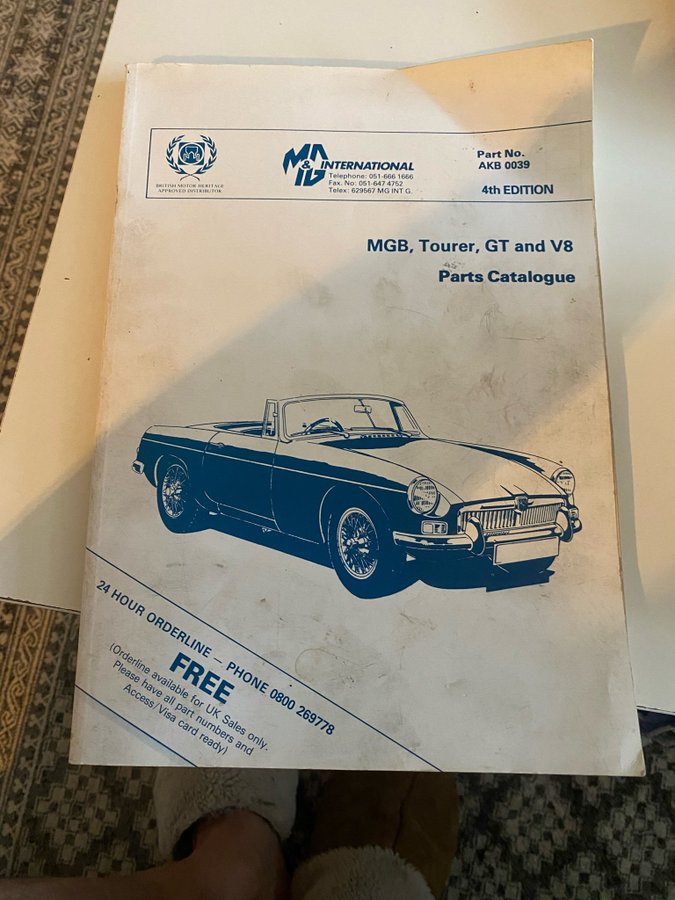 BRITISH MOTOR HERITAGE
APPROVED DISTRIBUTOR
M&G INTERNATIONAL
Telephone: 051-666 1666
Fax. No: 051-647 4752
Telex: 629567 MG INT G.
Part No.
AKB 0039
4th EDITION
MGB, Tourer, GT and V8
Parts Catalogue
24 HOUR ORDERLINE – PHONE 0800 269778
FREE
(Orderline available for UK Sales only.
Please have all part numbers and
Access/Visa card ready)